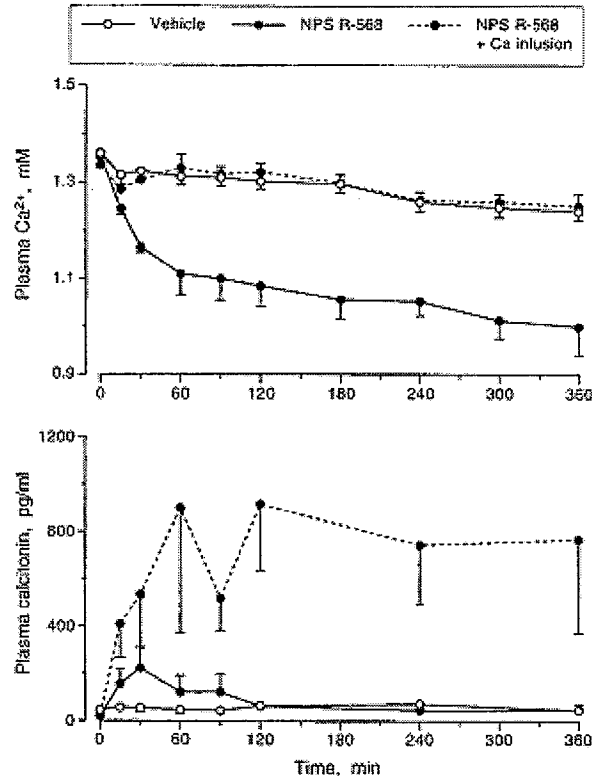 Vehicle NPS R-568 NPS R-568
+ Ca infusion
1.5
1.3
1.1
0.9
Plasma Ca²⁺, mM
0 60 120 180 240 300 360
1200
800
400
0
Plasma calcitonin, pg/ml
0 60 120 180 240 300 360
Time, min